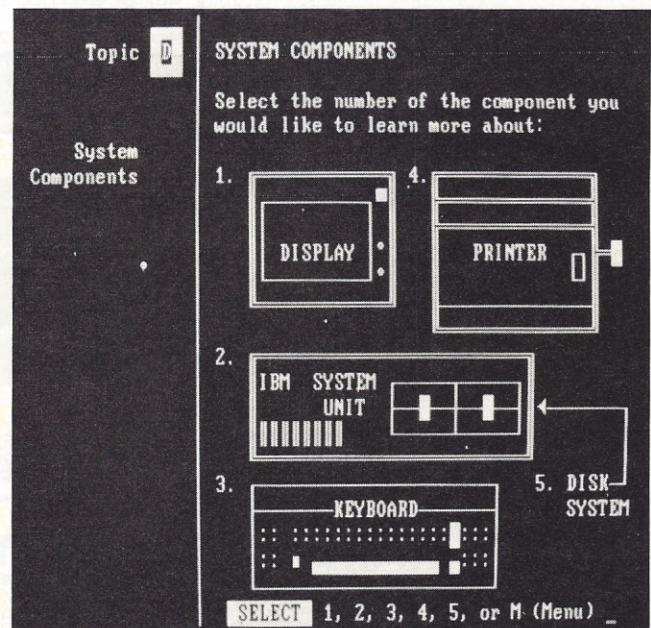 Topic D
System
Components
SYSTEM COMPONENTS
Select the number of the component you
would like to learn more about:
1.
DISPLAY
4.
PRINTER
2.
IBM SYSTEM
UNIT
3.
KEYBOARD
5. DISK
SYSTEM
SELECT 1, 2, 3, 4, 5, or M (Menu) _